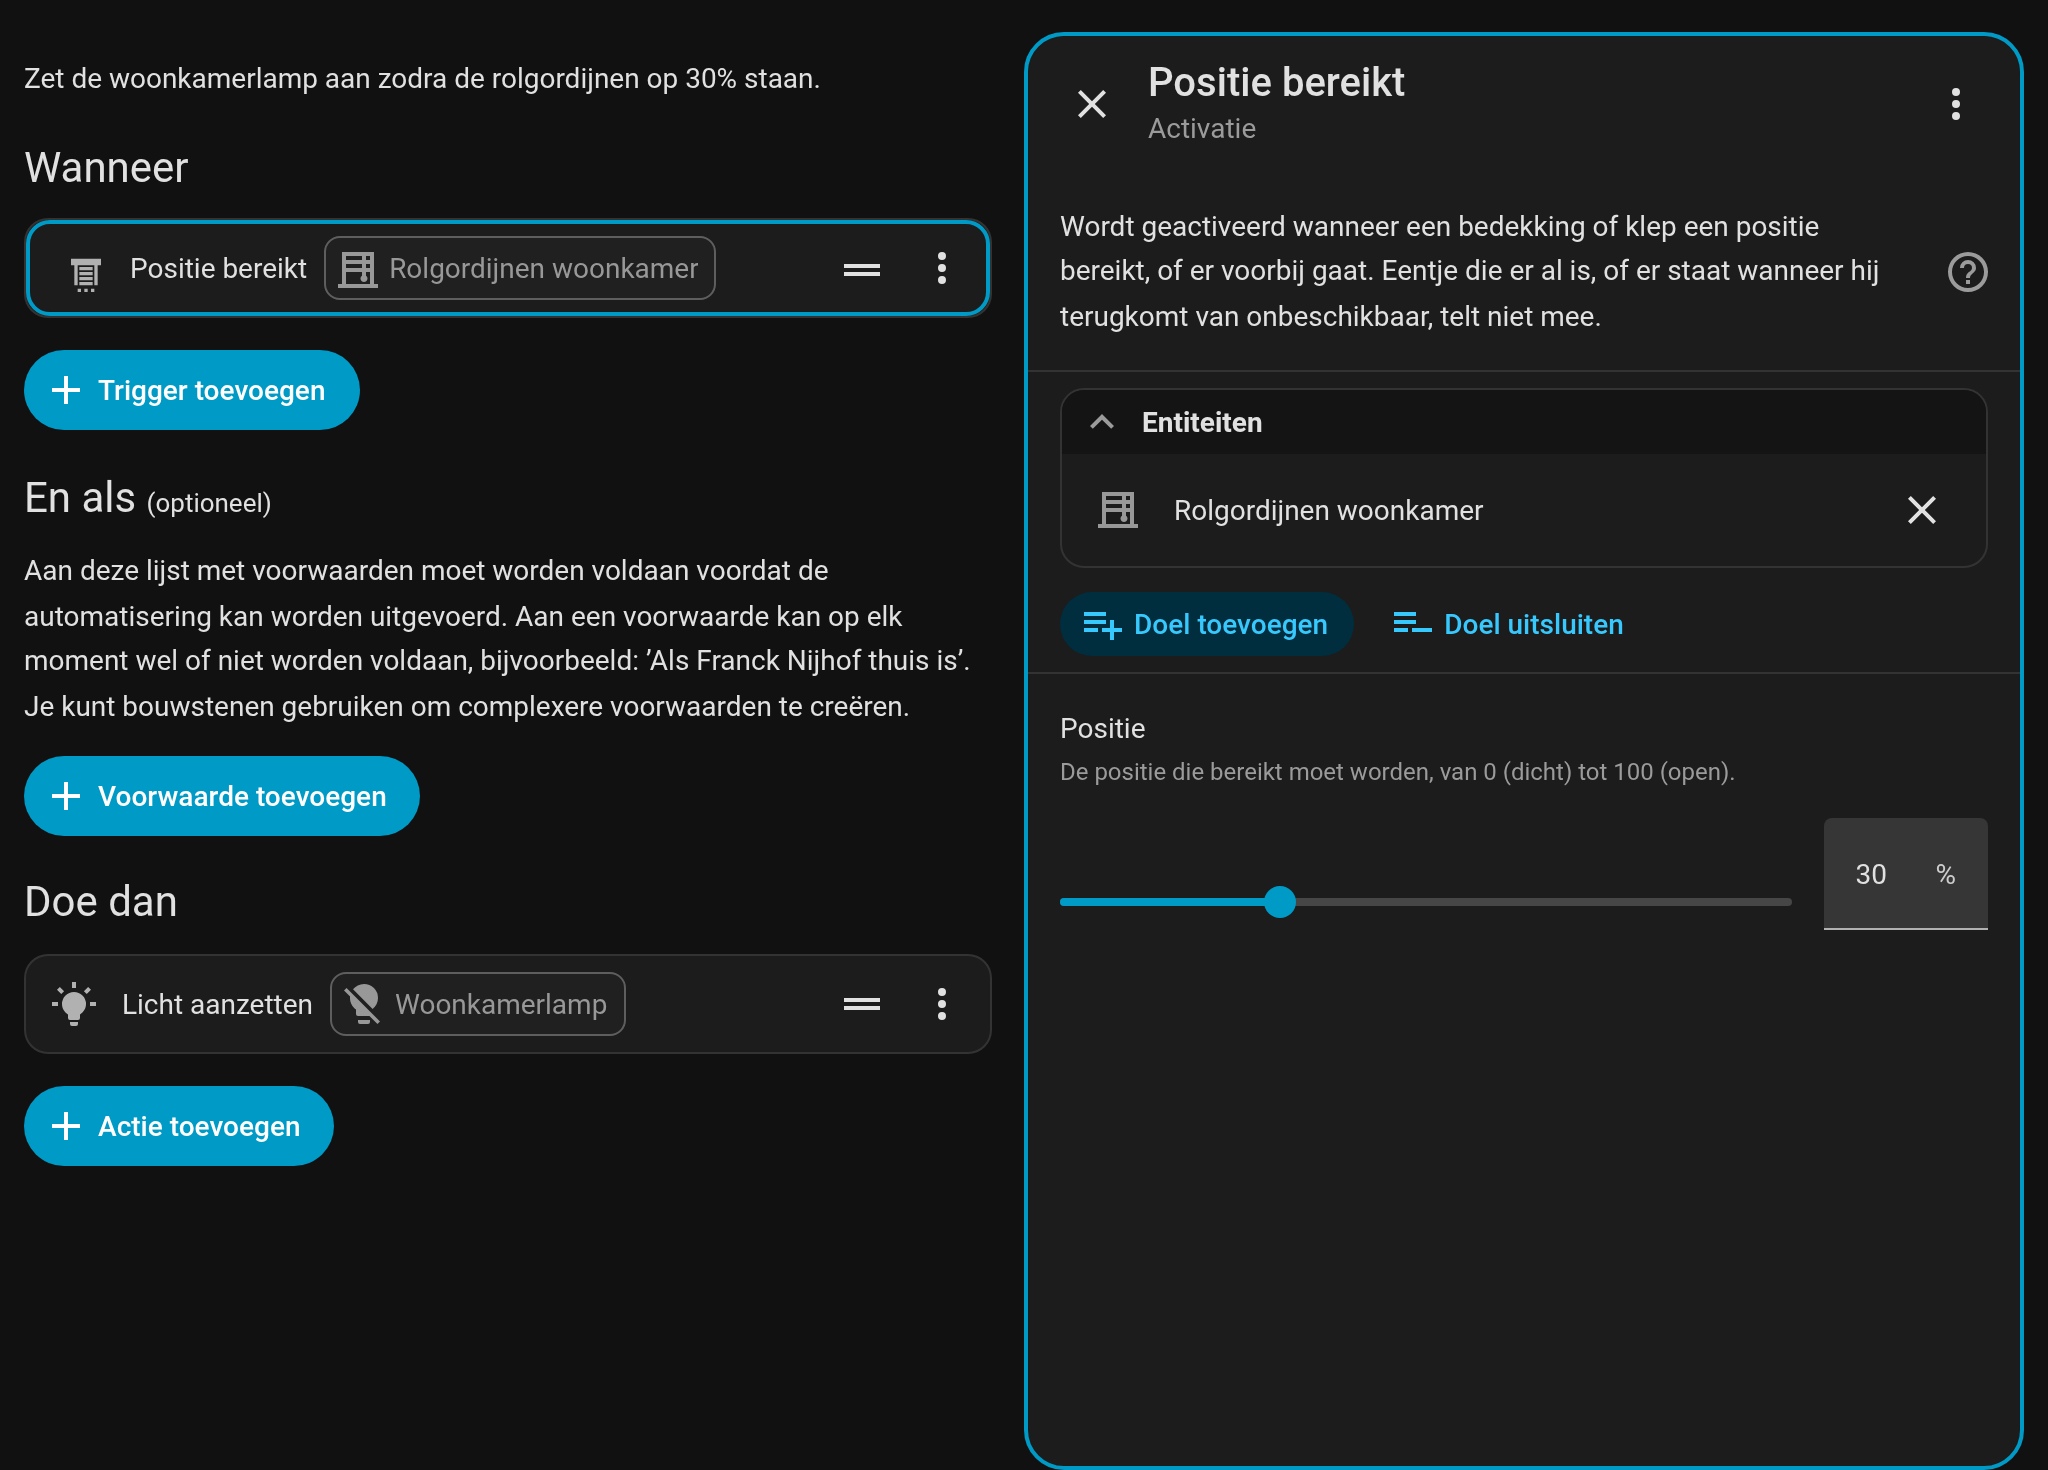 Zet de woonkamerlamp aan zodra de rolgordijnen op 30% staan.
Wanneer
Positie bereikt Rolgordijnen woonkamer
Trigger toevoegen
En als (optioneel)
Aan deze lijst met voorwaarden moet worden voldaan voordat de
automatisering kan worden uitgevoerd. Aan een voorwaarde kan op elk
moment wel of niet worden voldaan, bijvoorbeeld: ’Als Franck Nijhof thuis is’.
Je kunt bouwstenen gebruiken om complexere voorwaarden te creëren.
Voorwaarde toevoegen
Doe dan
Licht aanzetten Woonkamerlamp
Actie toevoegen
Positie bereikt
Activatie
Wordt geactiveerd wanneer een bedekking of klep een positie
bereikt, of er voorbij gaat. Eentje die er al is, of er staat wanneer hij
terugkomt van onbeschikbaar, telt niet mee.
Entiteiten
Rolgordijnen woonkamer
Doel toevoegen Doel uitsluiten
Positie
De positie die bereikt moet worden, van 0 (dicht) tot 100 (open).
30 %